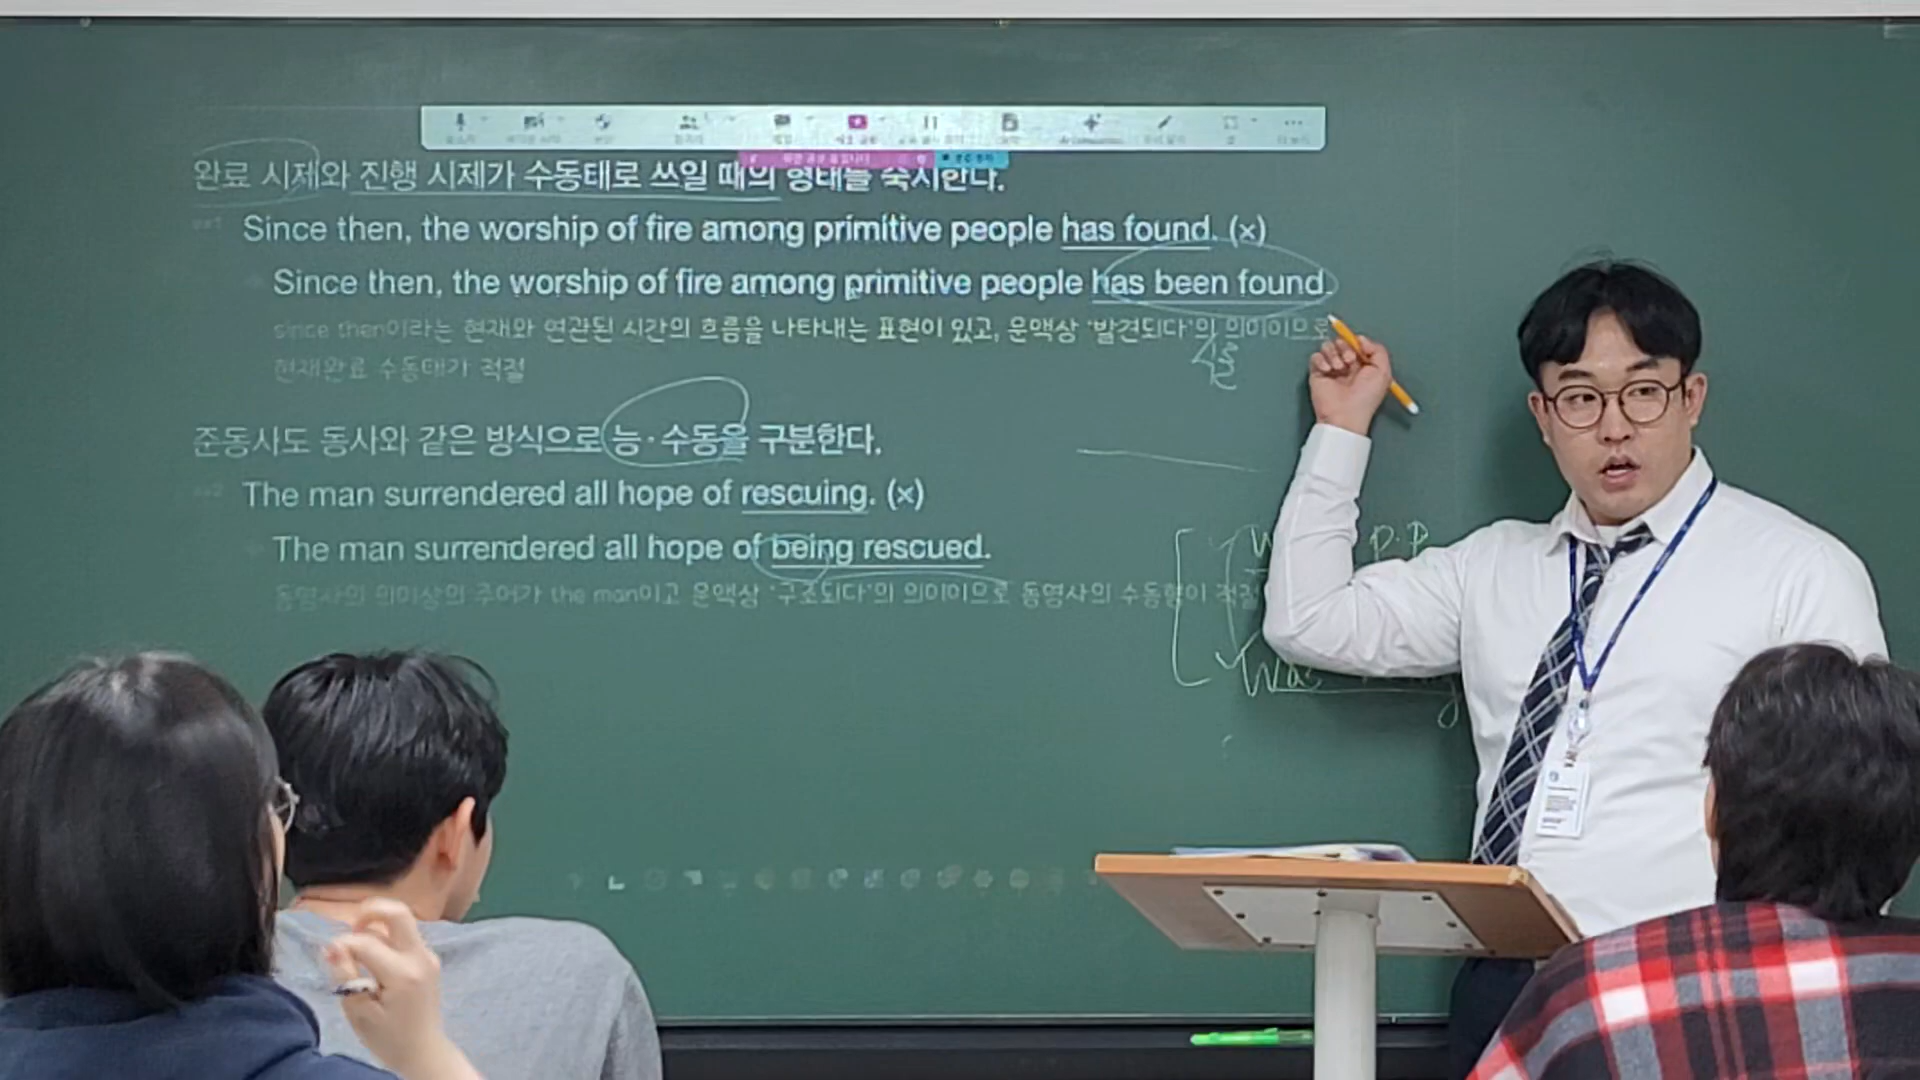 완료 시제와 진행 시제가 수동태로 쓰일 때의 형태를 숙지한다.
Since then, the worship of fire among primitive people has found. (×)
Since then, the worship of fire among primitive people has been found.
since then이라는 현재와 연관된 시간의 흐름을 나타내는 표현이 있고, 문맥상 '발견되다'의 의미이므로
현재완료 수동태가 적절
준동사도 동사와 같은 방식으로 능·수동을 구분한다.
The man surrendered all hope of rescuing. (×)
The man surrendered all hope of being rescued.
동명사의 의미상의 주어가 the man이고 문맥상 '구조되다'의 의미이므로 동명사의 수동형이 적절
p.p